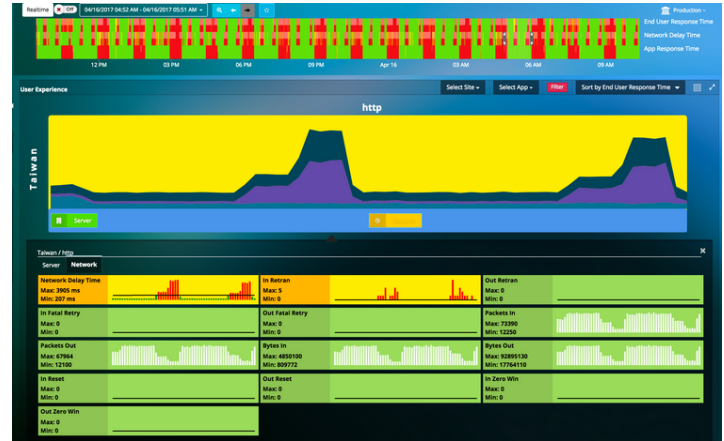 Realtime Off 04/16/2017 04:52 AM - 04/16/2017 05:51 AM
Production
End User Response Time
Network Delay Time
App Response Time
12 PM 03 PM 06 PM 09 PM Apr 16 03 AM 06 AM 09 AM
User Experience Select Site Select App Filter Sort by End User Response Time
http
Taiwan
Server
Taiwan / http
Server Network
Network Delay Time
Max: 3905 ms
Min: 207 ms
In Retran
Max: 5
Min: 0
Out Retran
Max: 0
Min: 0
In Fatal Retry
Max: 0
Min: 0
Out Fatal Retry
Max: 0
Min: 0
Packets In
Max: 73390
Min: 12250
Packets Out
Max: 67964
Min: 12100
Bytes In
Max: 4850100
Min: 809772
Bytes Out
Max: 92895130
Min: 17764110
In Reset
Max: 0
Min: 0
Out Reset
Max: 0
Min: 0
In Zero Win
Max: 0
Min: 0
Out Zero Win
Max: 0
Min: 0